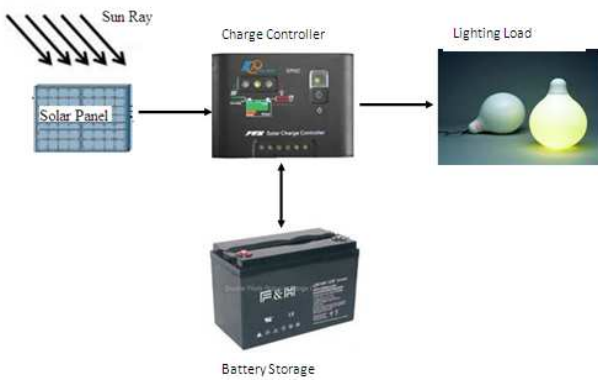 Sun Ray
Charge Controller
Lighting Load
Solar Panel
Solar Charge Controller
F & H
Battery Storage